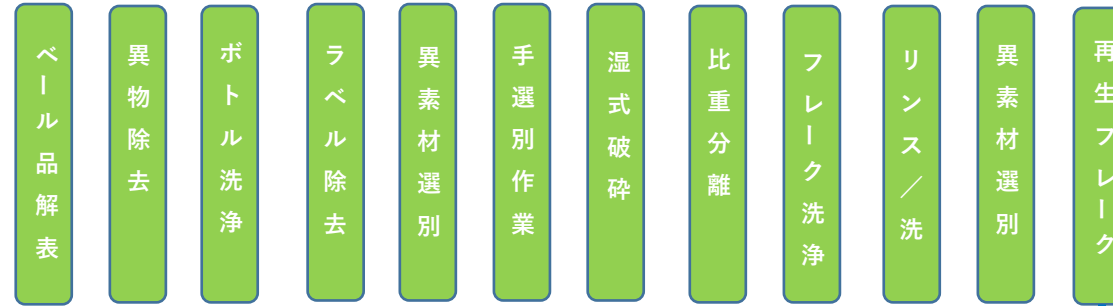 ベール品解表
異物除去
ボトル洗浄
ラベル除去
異素材選別
手選別作業
湿式破砕
比重分離
フレーク洗浄
リンス／洗
異素材選別
再生フレーク